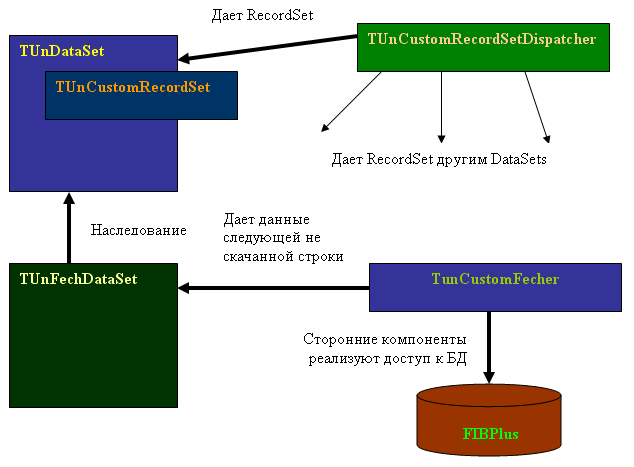 Дает RecordSet
TUnDataSet
TUnCustomRecordSetDispatcher
TUnCustomRecordSet
Дает RecordSet другим DataSets
Наследование
Дает данные
следующей не
скачанной строки
TUnFechDataSet
TunCustomFecher
Сторонние компоненты
реализуют доступ к БД
FIBPlus